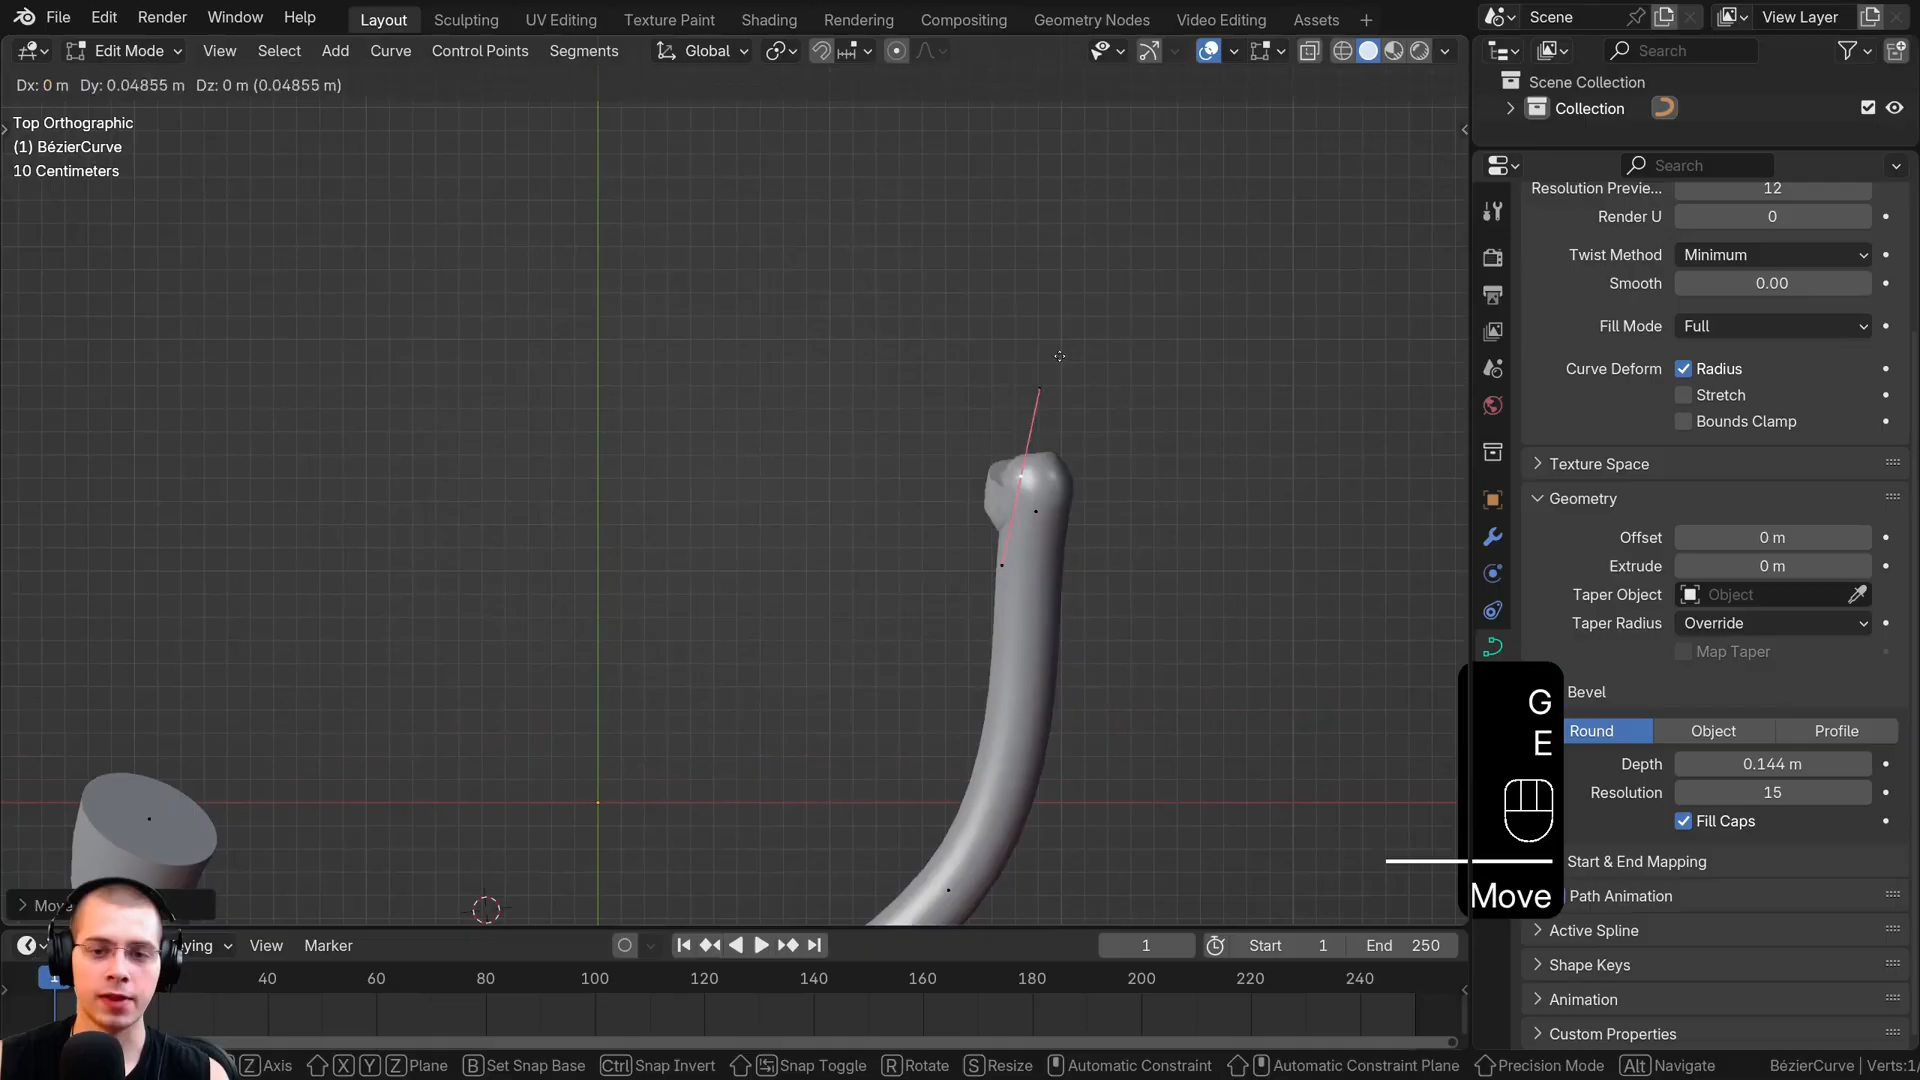 File Edit Render Window Help
Layout Sculpting UV Editing Texture Paint Shading Rendering Compositing Geometry Nodes Video Editing Assets +
Scene View Layer
Edit Mode View Select Add Curve Control Points Segments Global
Search
Dx: 0 m Dy: 0.04855 m Dz: 0 m (0.04855 m)
Scene Collection
Collection
Top Orthographic
(1) BézierCurve
10 Centimeters
Search
Resolution Previe... 12
Render U 0
Twist Method Minimum
Smooth 0.00
Fill Mode Full
Curve Deform Radius
Stretch
Bounds Clamp
Texture Space
Geometry
Offset 0 m
Extrude 0 m
Taper Object Object
Taper Radius Override
Map Taper
Bevel
Round Object Profile
Depth 0.144 m
Resolution 15
Fill Caps
Start & End Mapping
Path Animation
Active Spline
Shape Keys
Animation
Custom Properties
G
E
Move
Move
View Marker
1 Start 1 End 250
1 40 60 80 100 120 140 160 180 200 220 240
Z Axis X Y Z Plane B Set Snap Base Ctrl Snap Invert Snap Toggle R Rotate S Resize Automatic Constraint Automatic Constraint Plane Precision Mode Alt Navigate BézierCurve | Verts:1/